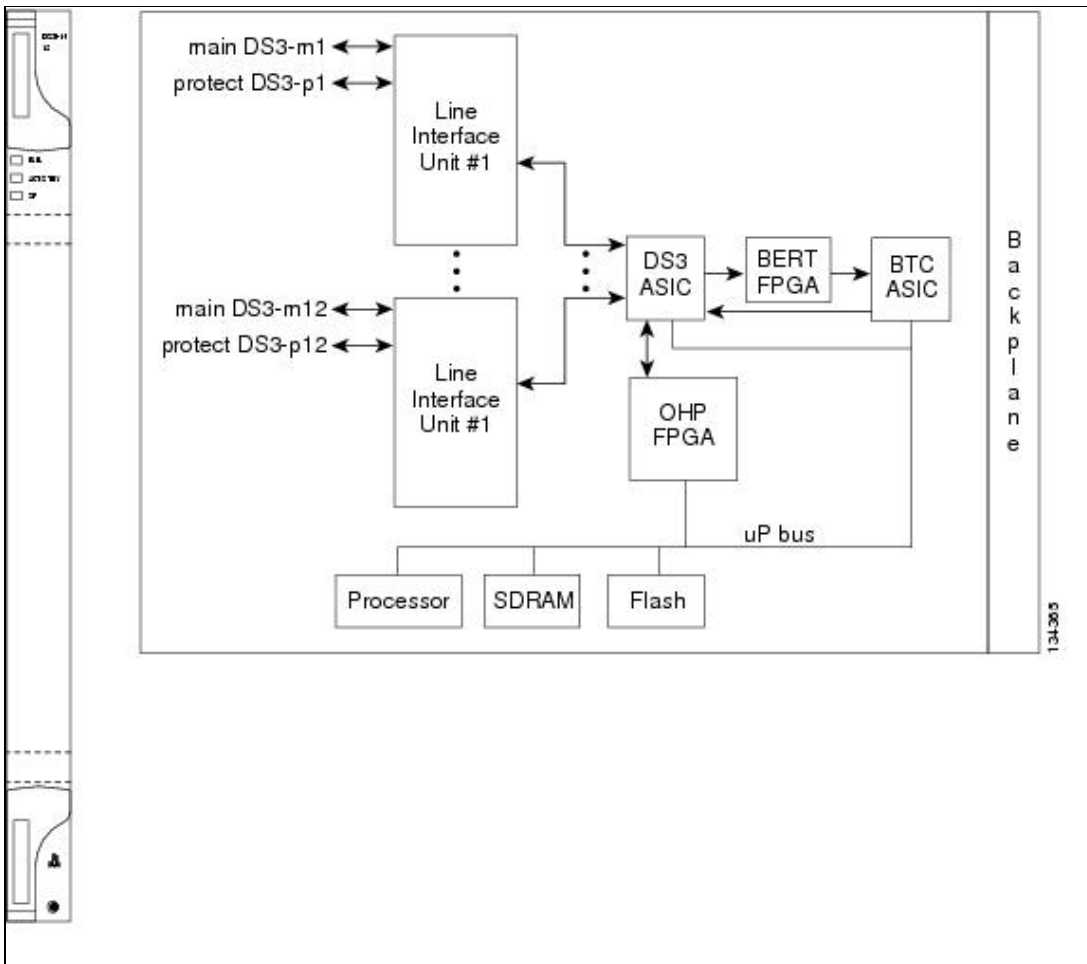 main DS3-m1
protect DS3-p1
Line
Interface
Unit #1
main DS3-m12
protect DS3-p12
Line
Interface
Unit #1
DS3
ASIC
BERT
FPGA
BTC
ASIC
OHP
FPGA
uP bus
Processor
SDRAM
Flash
Backplane
134365